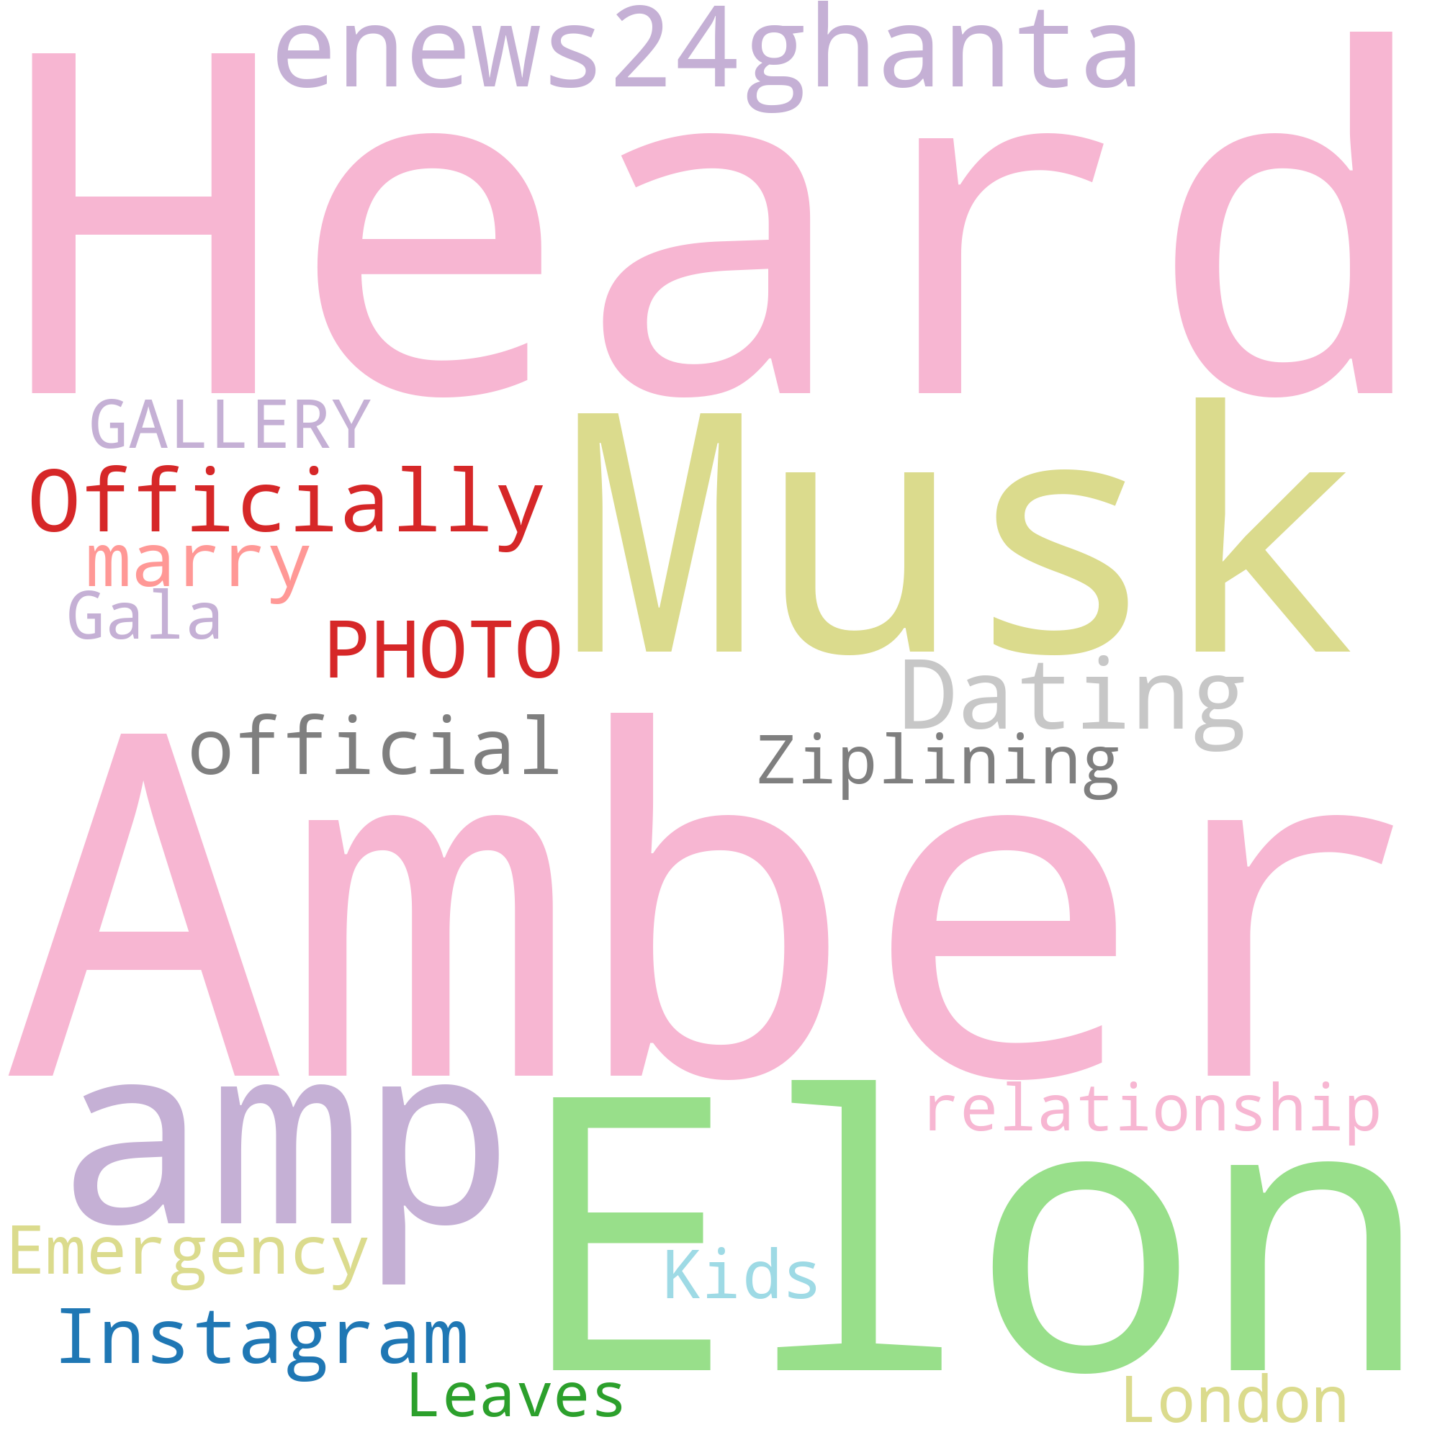 enews24ghanta
Heard
GALLERY
Musk
Officially
marry
Gala
PHOTO
Dating
official
Ziplining
Amber
amp
Elon
relationship
Emergency
Kids
Instagram
Leaves
London